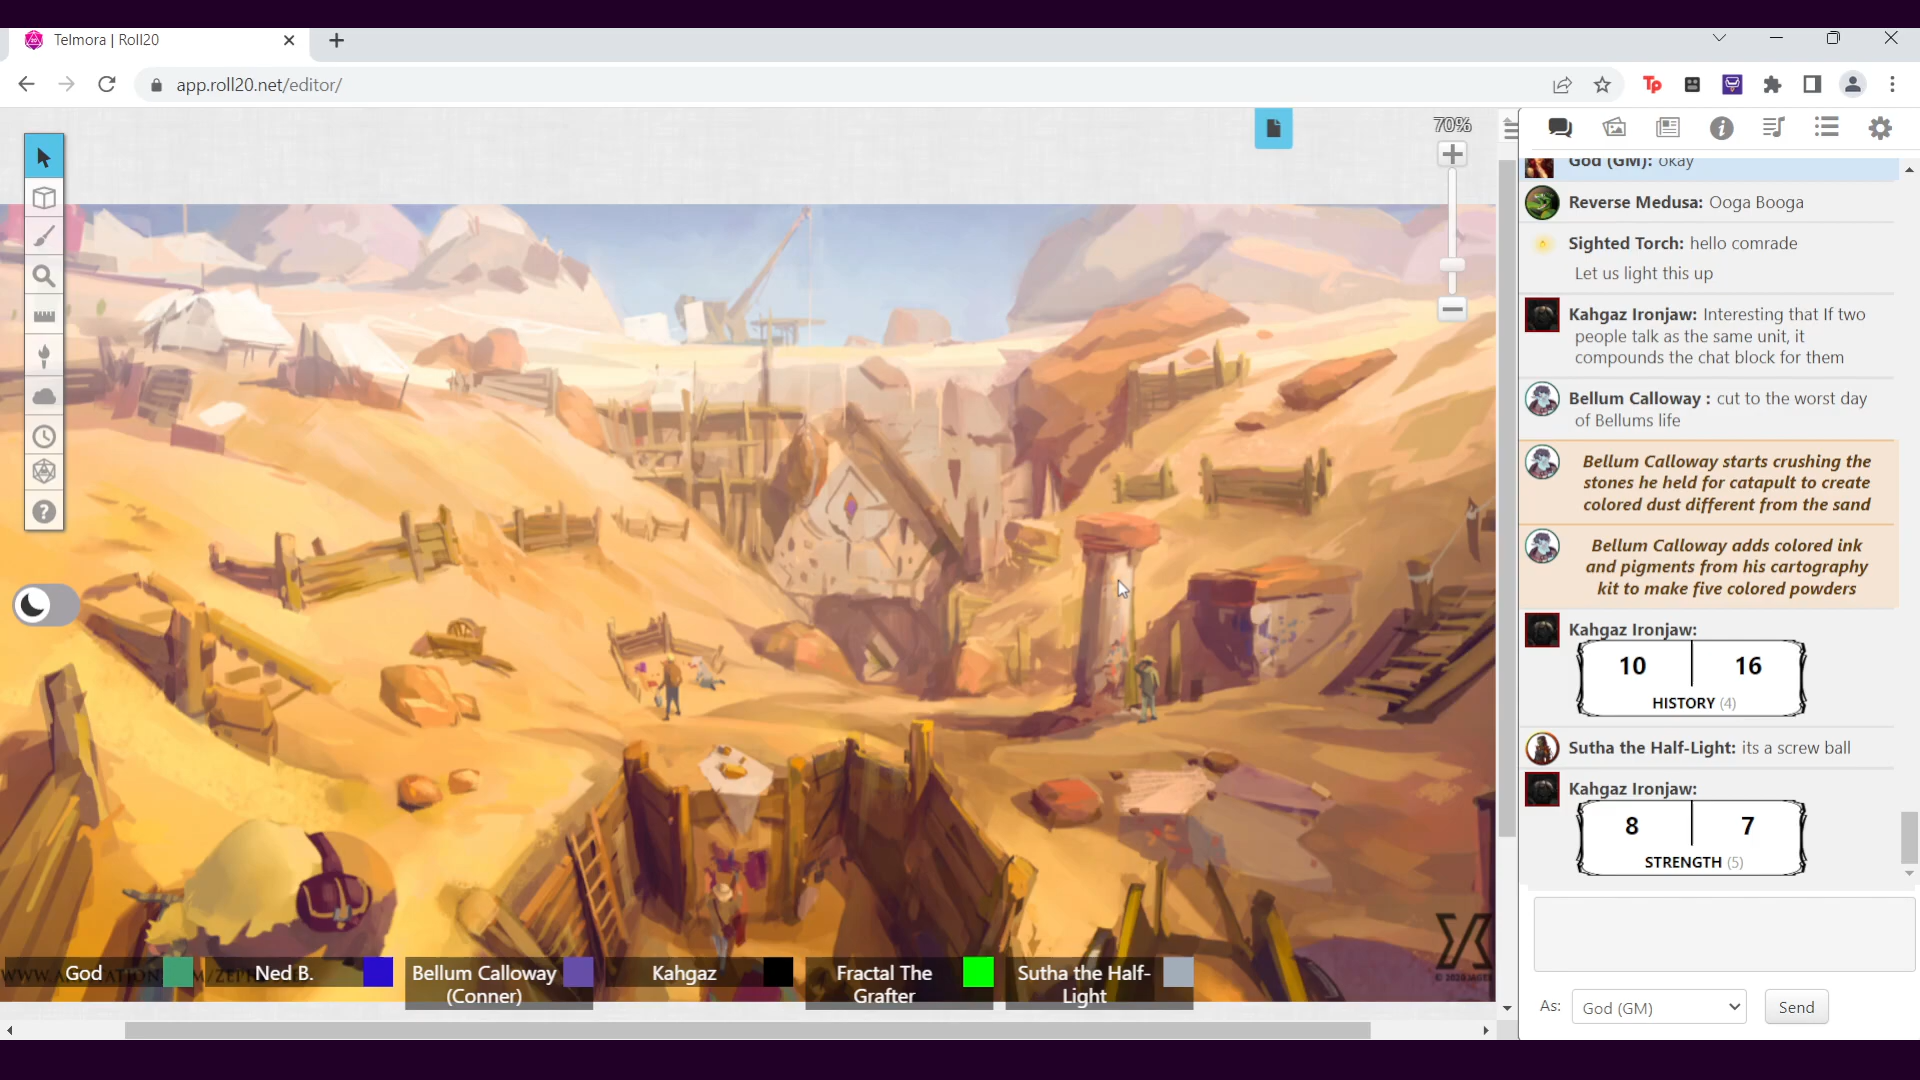 Telmora | Roll20
app.roll20.net/editor/
Tp
70%
God (GM): okay
Reverse Medusa: Ooga Booga
Sighted Torch: hello comrade
Let us light this up
Kahgaz Ironjaw: Interesting that If two
people talk as the same unit, it
compounds the chat block for them
Bellum Calloway : cut to the worst day
of Bellums life
Bellum Calloway starts crushing the
stones he held for catapult to create
colored dust different from the sand
Bellum Calloway adds colored ink
and pigments from his cartography
kit to make five colored powders
Kahgaz Ironjaw:
10 16
HISTORY (4)
Sutha the Half-Light: its a screw ball
Kahgaz Ironjaw:
8 7
STRENGTH (5)
God
Ned B.
Bellum Calloway
(Conner)
Kahgaz
Fractal The
Grafter
Sutha the Half-
Light
As: God (GM)
Send